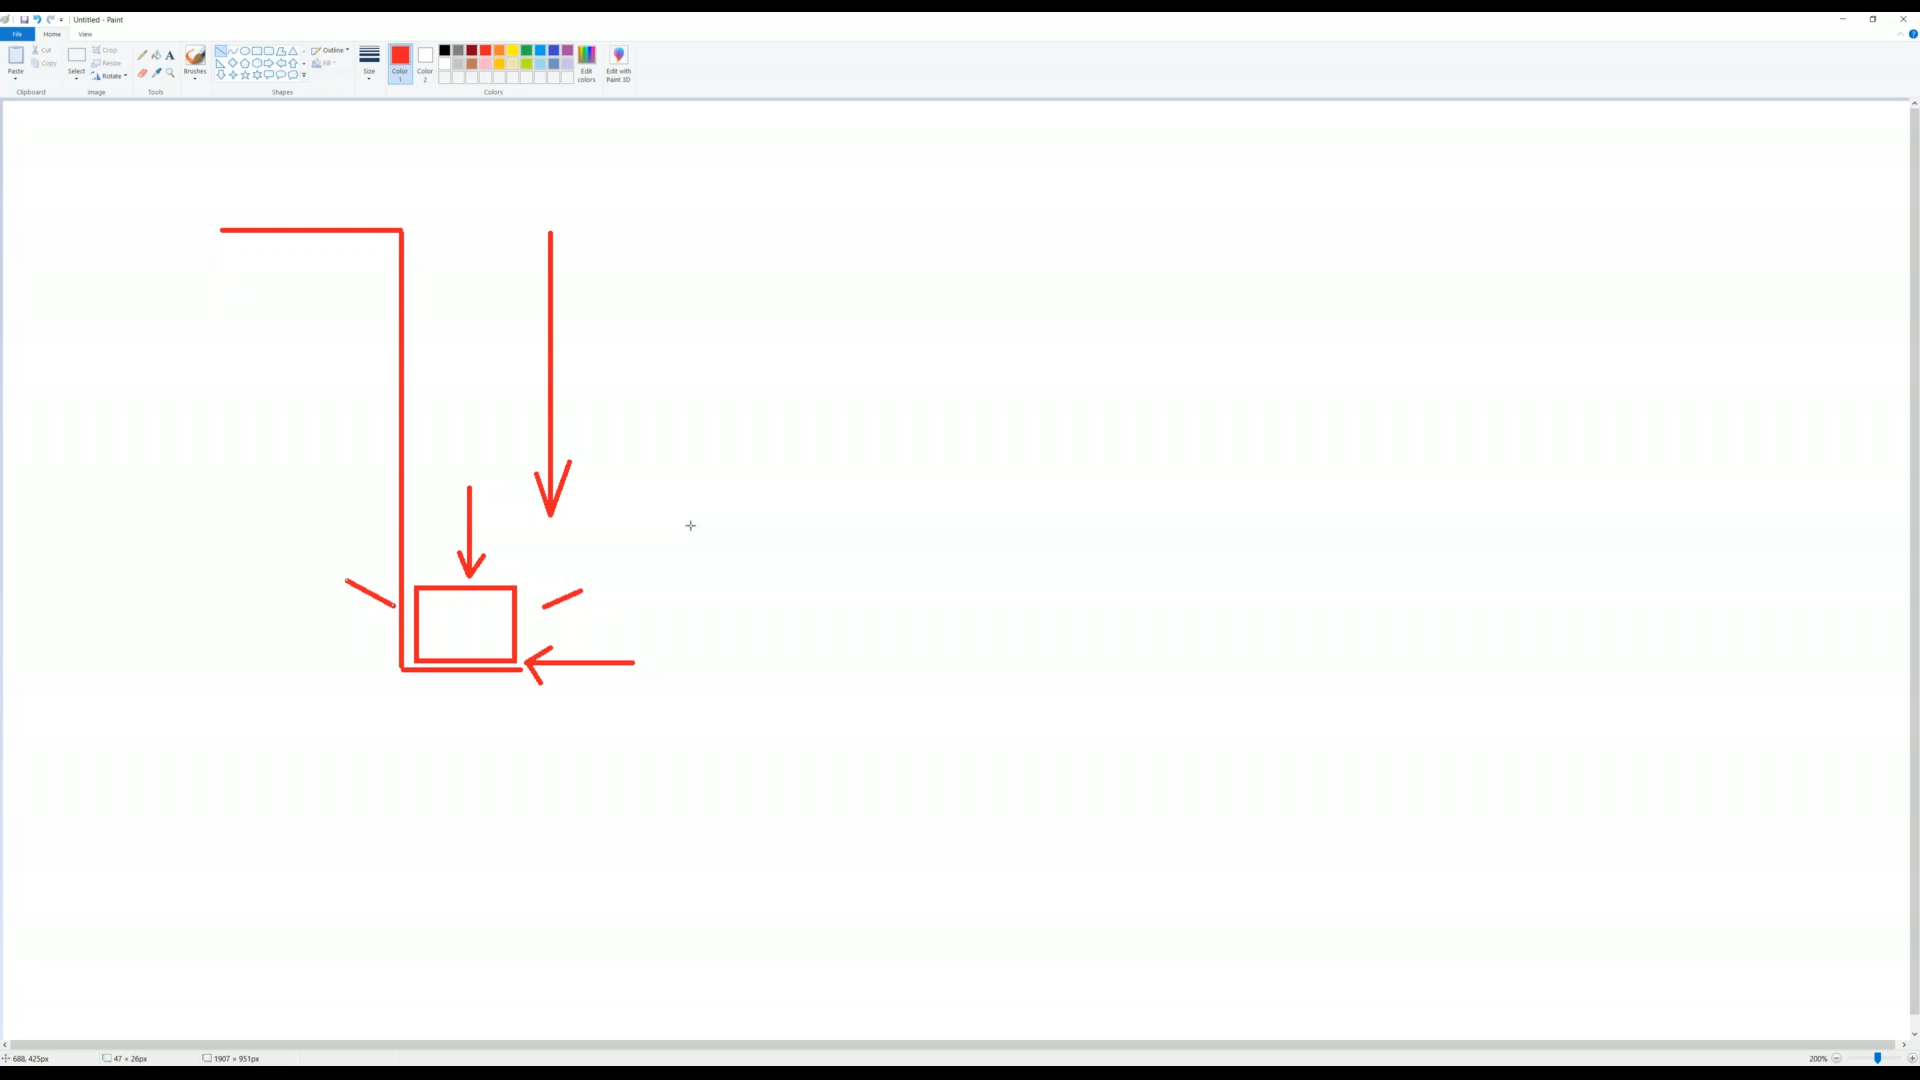 Untitled - Paint
File Home View
Paste
Cut
Copy
Clipboard
Select
Crop
Resize
Rotate
Image
Tools
Brushes
Shapes
Outline
Fill
Size
Color 1
Color 2
Colors
Edit colors
Edit with Paint 3D
688, 425px
47 × 26px
1907 × 951px
200%